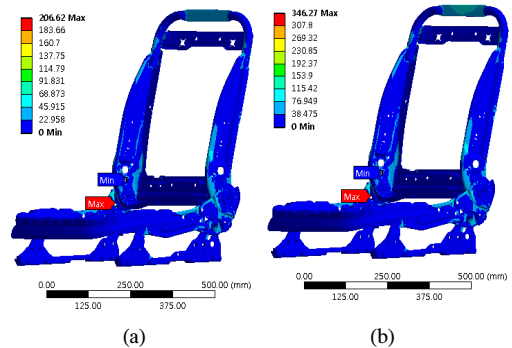 206.62 Max
183.66
160.7
137.75
114.79
91.831
68.873
45.915
22.958
0 Min
Min
Max
0.00 250.00 500.00 (mm)
125.00 375.00
(a)
346.27 Max
307.8
269.32
230.85
192.37
153.9
115.42
76.949
38.475
0 Min
Min
Max
0.00 250.00 500.00 (mm)
125.00 375.00
(b)